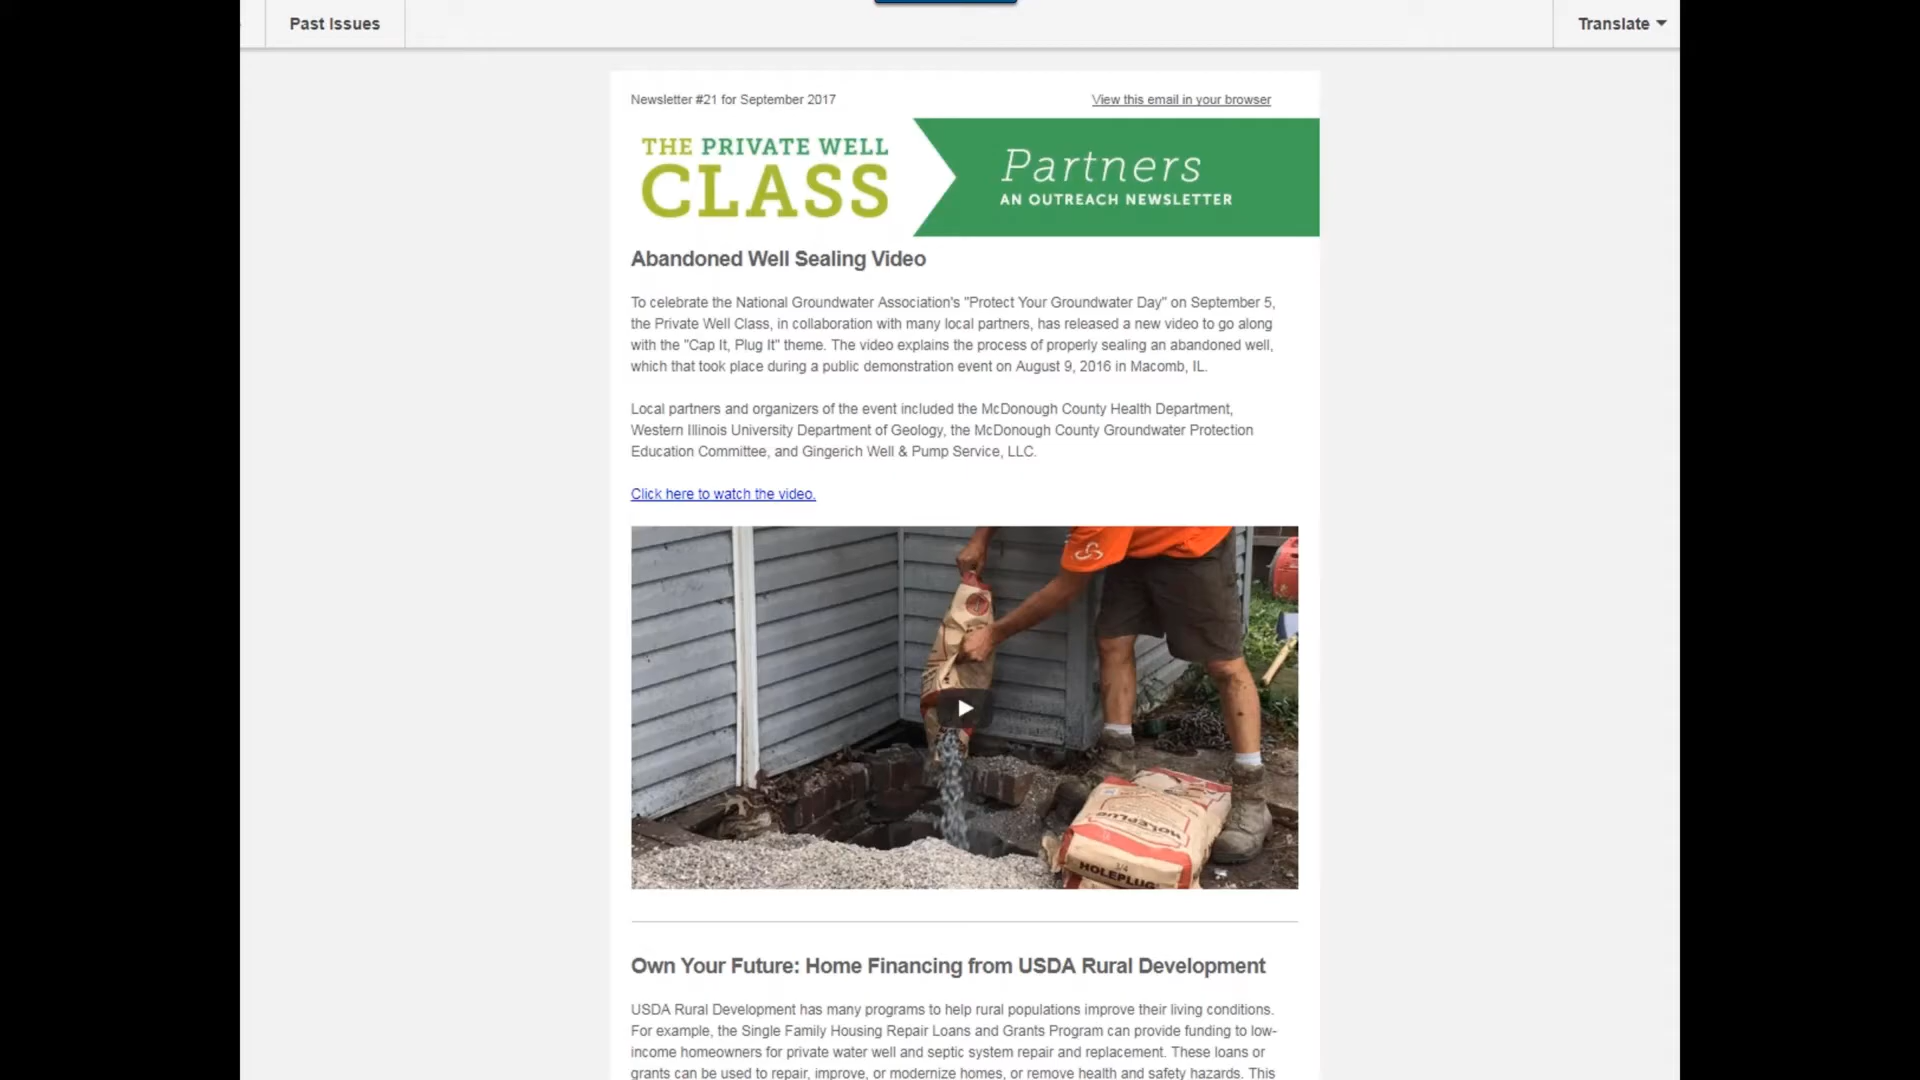 Past Issues
Translate
Newsletter #21 for September 2017
View this email in your browser
THE PRIVATE WELL
CLASS
Partners
AN OUTREACH NEWSLETTER
Abandoned Well Sealing Video
To celebrate the National Groundwater Association's "Protect Your Groundwater Day" on September 5,
the Private Well Class, in collaboration with many local partners, has released a new video to go along
with the "Cap It, Plug It" theme. The video explains the process of properly sealing an abandoned well,
which that took place during a public demonstration event on August 9, 2016 in Macomb, IL.
Local partners and organizers of the event included the McDonough County Health Department,
Western Illinois University Department of Geology, the McDonough County Groundwater Protection
Education Committee, and Gingerich Well & Pump Service, LLC.
Click here to watch the video.
HOLEPLUG
3/4
HOLEPLUG
Own Your Future: Home Financing from USDA Rural Development
USDA Rural Development has many programs to help rural populations improve their living conditions.
For example, the Single Family Housing Repair Loans and Grants Program can provide funding to low-
income homeowners for private water well and septic system repair and replacement. These loans or
grants can be used to repair, improve, or modernize homes, or remove health and safety hazards. This